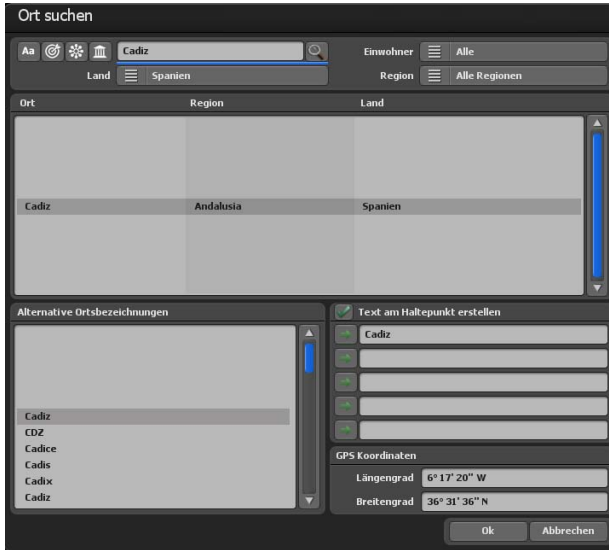 Ort suchen
Aa Cadiz Einwohner Alle
Land Spanien Region Alle Regionen
Ort Region Land
Cadiz Andalusia Spanien
Alternative Ortsbezeichnungen
Cadiz
CDZ
Cadice
Cadis
Cadix
Cadiz
Text am Haltepunkt erstellen
Cadiz
GPS Koordinaten
Längengrad 6° 17' 20" W
Breitengrad 36° 31' 36" N
Ok Abbrechen